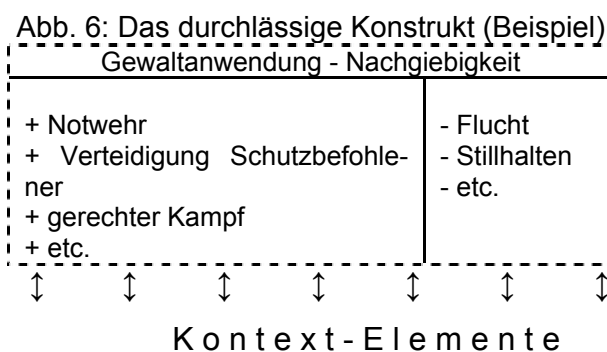 Abb. 6: Das durchlässige Konstrukt (Beispiel)
Gewaltanwendung - Nachgiebigkeit
+ Notwehr
+ Verteidigung Schutzbefohle-
ner
+ gerechter Kampf
+ etc.
- Flucht
- Stillhalten
- etc.
↕ ↕ ↕ ↕ ↕ ↕ ↕
K o n t e x t - E l e m e n t e